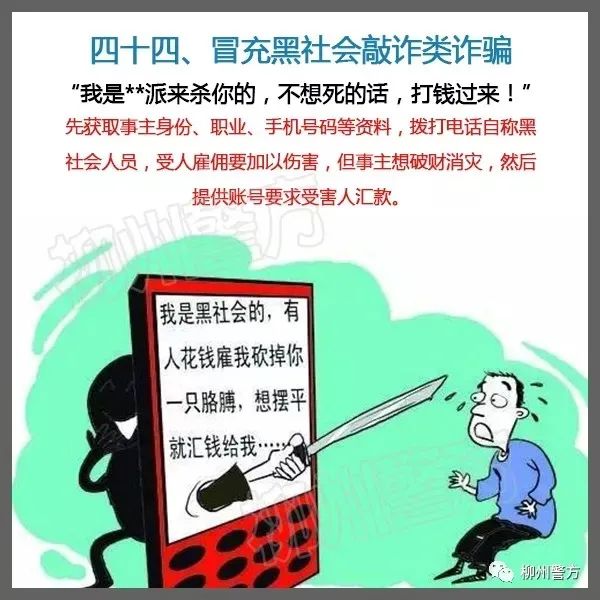 四十四、冒充黑社会敲诈类诈骗
“我是**派来杀你的，不想死的话，打钱过来！”
先获取事主身份、职业、手机号码等资料，拨打电话自称黑
社会人员，受人雇佣要加以伤害，但事主想破财消灾，然后
提供账号要求受害人汇款。
柳州警方
我是黑社会的，有
人花钱雇我砍掉你
一只胳膊，想摆平
就汇钱给我……
柳州警方
柳州警方